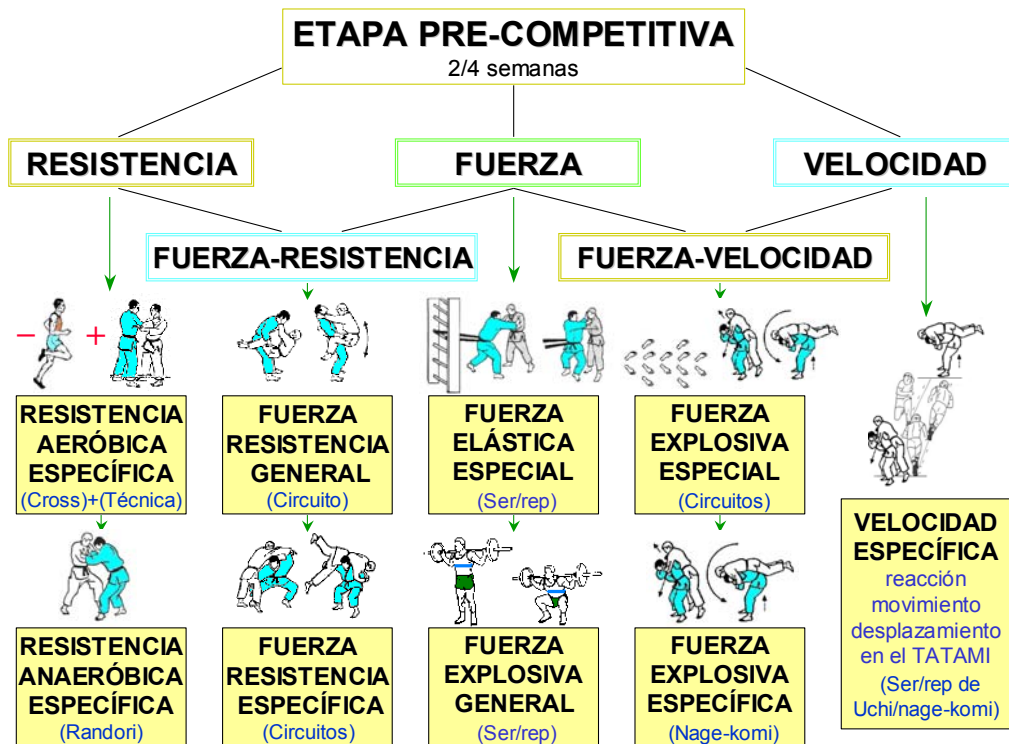 ETAPA PRE-COMPETITIVA
2/4 semanas
RESISTENCIA
FUERZA
VELOCIDAD
FUERZA-RESISTENCIA
FUERZA-VELOCIDAD
− +
RESISTENCIA
AERÓBICA
ESPECÍFICA
(Cross)+(Técnica)
FUERZA
RESISTENCIA
GENERAL
(Circuito)
FUERZA
ELÁSTICA
ESPECIAL
(Ser/rep)
FUERZA
EXPLOSIVA
ESPECIAL
(Circuitos)
VELOCIDAD
ESPECÍFICA
reacción
movimiento
desplazamiento
en el TATAMI
(Ser/rep de
Uchi/nage-komi)
RESISTENCIA
ANAERÓBICA
ESPECÍFICA
(Randori)
FUERZA
RESISTENCIA
ESPECÍFICA
(Circuitos)
FUERZA
EXPLOSIVA
GENERAL
(Ser/rep)
FUERZA
EXPLOSIVA
ESPECÍFICA
(Nage-komi)